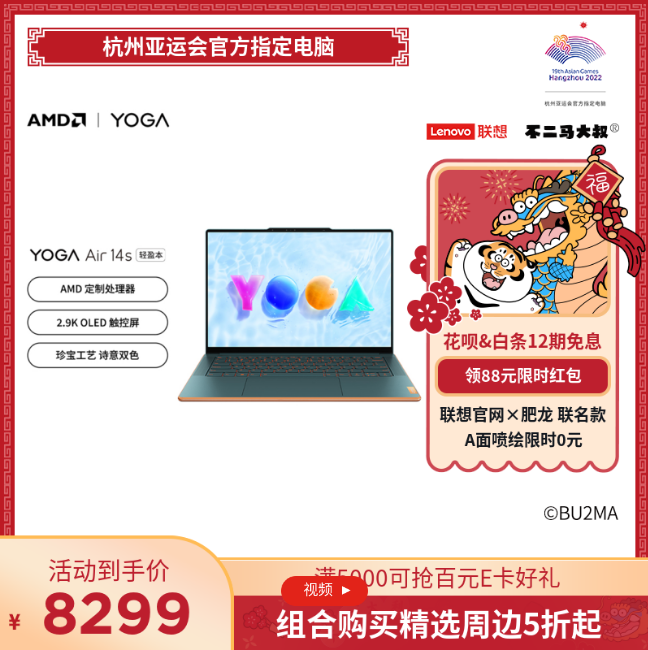 杭州亚运会官方指定电脑
19th Asian Games
Hangzhou 2022
杭州亚运会官方指定电脑
AMD | YOGA
Lenovo 联想 不二马大叔®
福
YOGA Air 14s 轻盈本
AMD 定制处理器
2.9K OLED 触控屏
珍宝工艺 诗意双色
YOGA
花呗&白条12期免息
领88元限时红包
联想官网×肥龙 联名款
A面喷绘限时0元
©BU2MA
活动到手价
¥8299
满5000可抢百元E卡好礼
视频
组合购买精选周边5折起